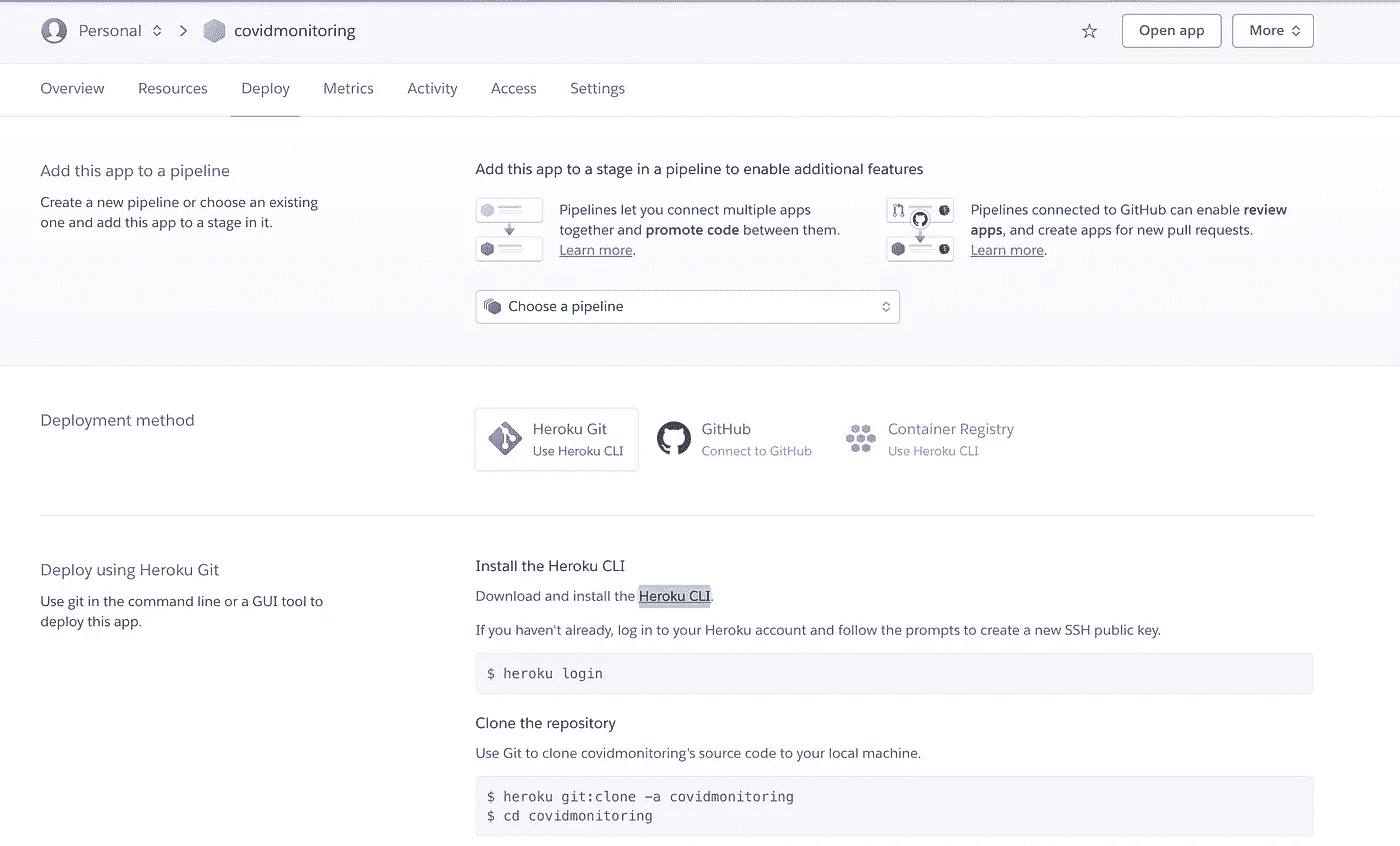 Personal covidmonitoring Open app More
Overview Resources Deploy Metrics Activity Access Settings
Add this app to a pipeline
Create a new pipeline or choose an existing
one and add this app to a stage in it.
Add this app to a stage in a pipeline to enable additional features
Pipelines let you connect multiple apps
together and promote code between them.
Learn more.
Pipelines connected to GitHub can enable review
apps, and create apps for new pull requests.
Learn more.
Choose a pipeline
Deployment method
Heroku Git
Use Heroku CLI
GitHub
Connect to GitHub
Container Registry
Use Heroku CLI
Deploy using Heroku Git
Use git in the command line or a GUI tool to
deploy this app.
Install the Heroku CLI
Download and install the Heroku CLI.
If you haven't already, log in to your Heroku account and follow the prompts to create a new SSH public key.
$ heroku login
Clone the repository
Use Git to clone covidmonitoring's source code to your local machine.
$ heroku git:clone -a covidmonitoring
$ cd covidmonitoring